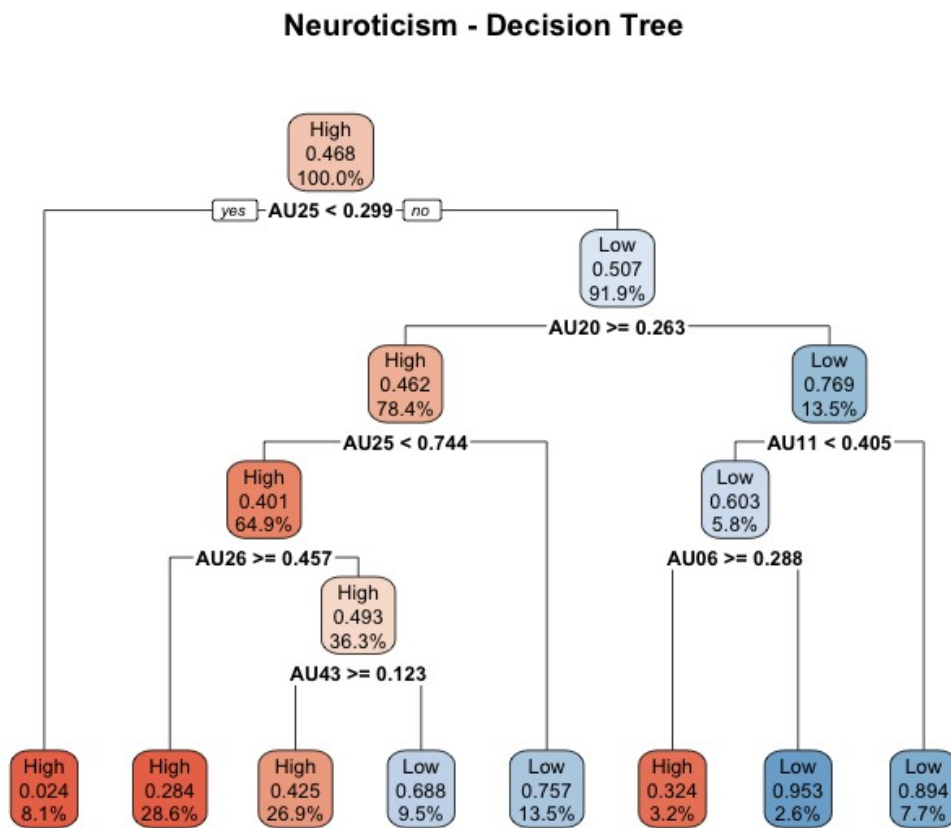 Neuroticism - Decision Tree
High
0.468
100.0%
yes AU25 < 0.299 no
Low
0.507
91.9%
AU20 >= 0.263
High
0.462
78.4%
Low
0.769
13.5%
AU25 < 0.744
AU11 < 0.405
High
0.401
64.9%
Low
0.603
5.8%
AU26 >= 0.457
AU06 >= 0.288
High
0.493
36.3%
AU43 >= 0.123
High
0.024
8.1%
High
0.284
28.6%
High
0.425
26.9%
Low
0.688
9.5%
Low
0.757
13.5%
High
0.324
3.2%
Low
0.953
2.6%
Low
0.894
7.7%